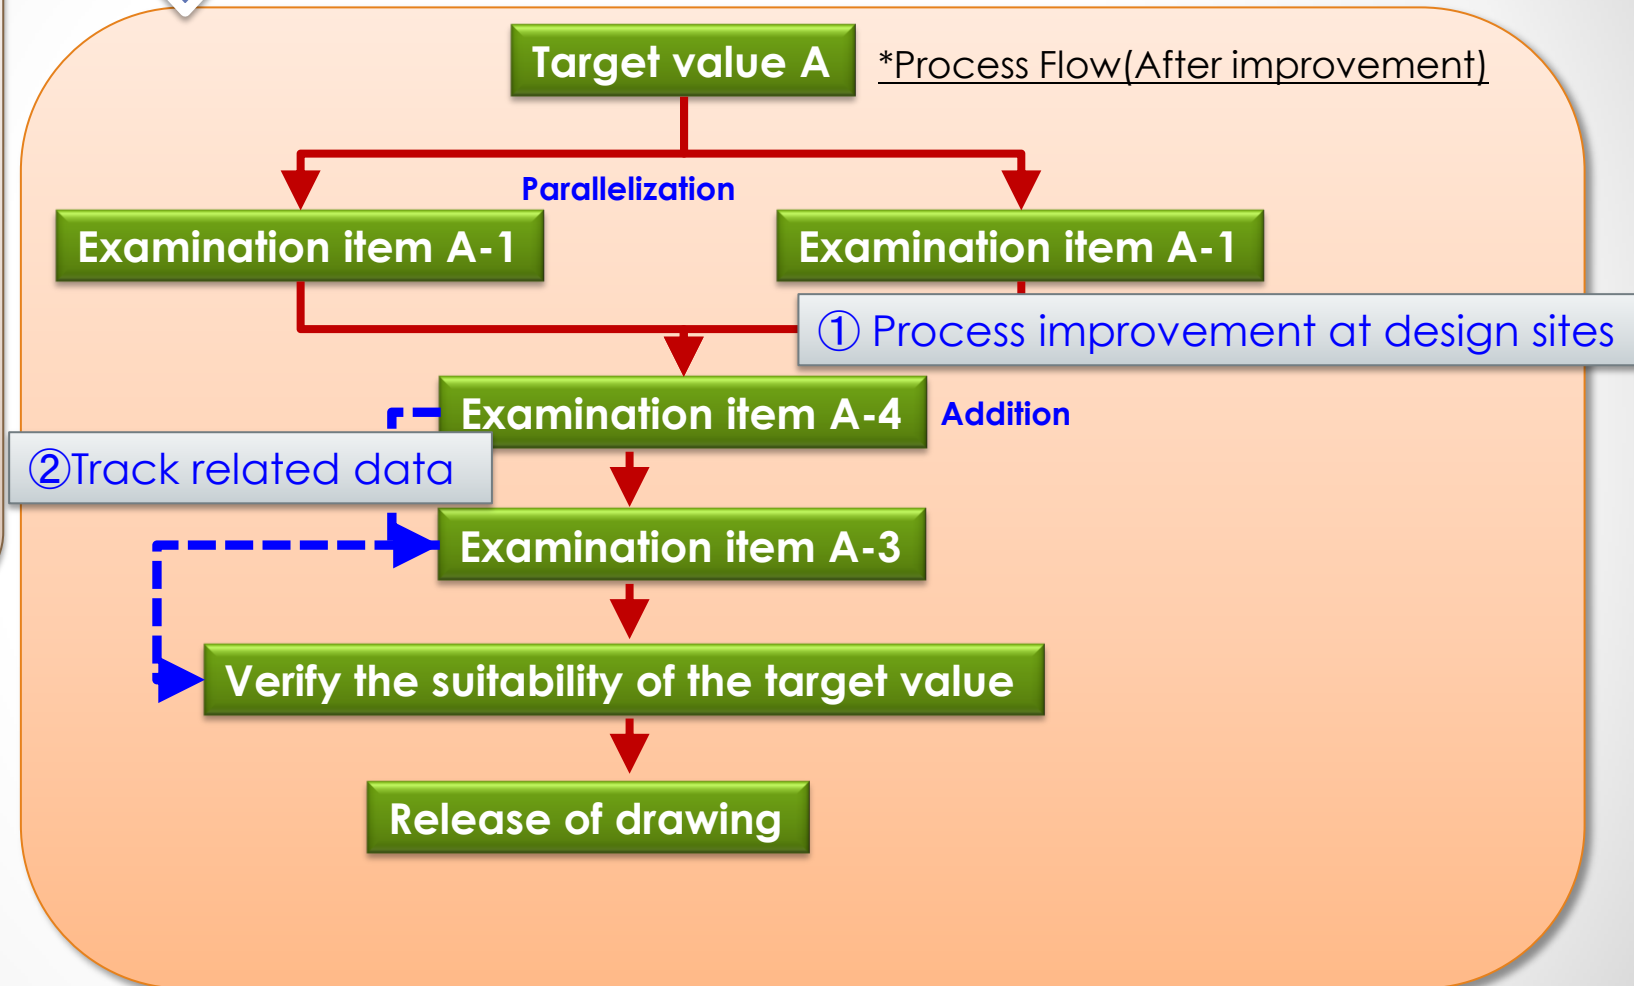 Target value A
*Process Flow(After improvement)
Parallelization
Examination item A-1
Examination item A-1
① Process improvement at design sites
Examination item A-4
Addition
②Track related data
Examination item A-3
Verify the suitability of the target value
Release of drawing